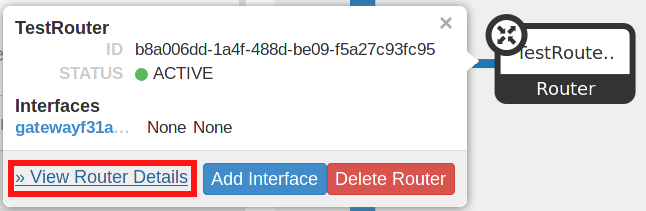 TestRouter
×
ID b8a006dd-1a4f-488d-be09-f5a27c93fc95
STATUS ACTIVE
Interfaces
gatewayf31a... None None
» View Router Details Add Interface Delete Router
TestRoute..
Router